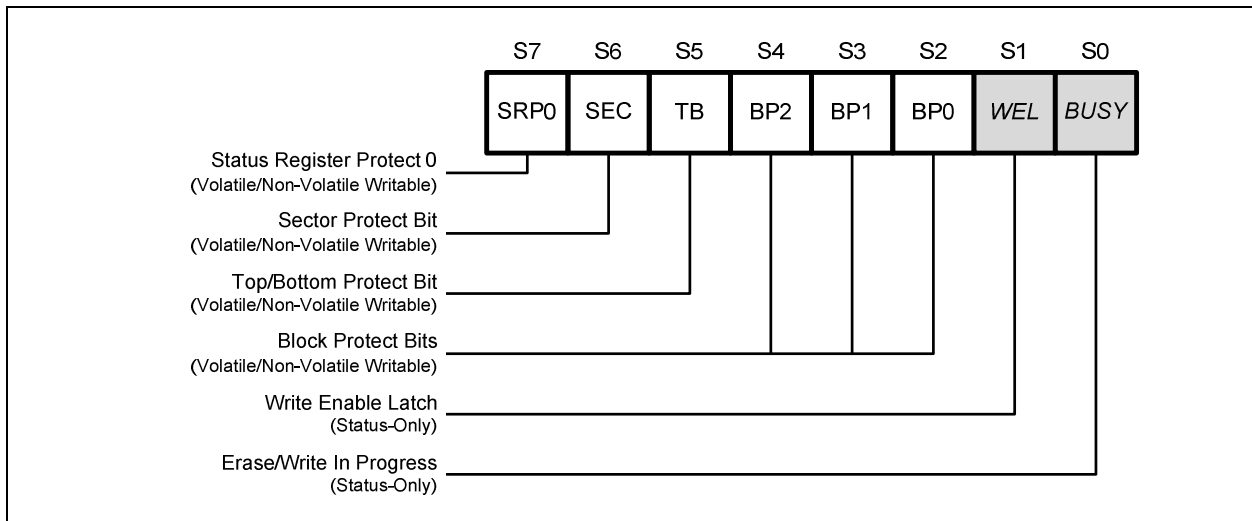 S7 S6 S5 S4 S3 S2 S1 S0
SRP0 SEC TB BP2 BP1 BP0 WEL BUSY
Status Register Protect 0
(Volatile/Non-Volatile Writable)
Sector Protect Bit
(Volatile/Non-Volatile Writable)
Top/Bottom Protect Bit
(Volatile/Non-Volatile Writable)
Block Protect Bits
(Volatile/Non-Volatile Writable)
Write Enable Latch
(Status-Only)
Erase/Write In Progress
(Status-Only)